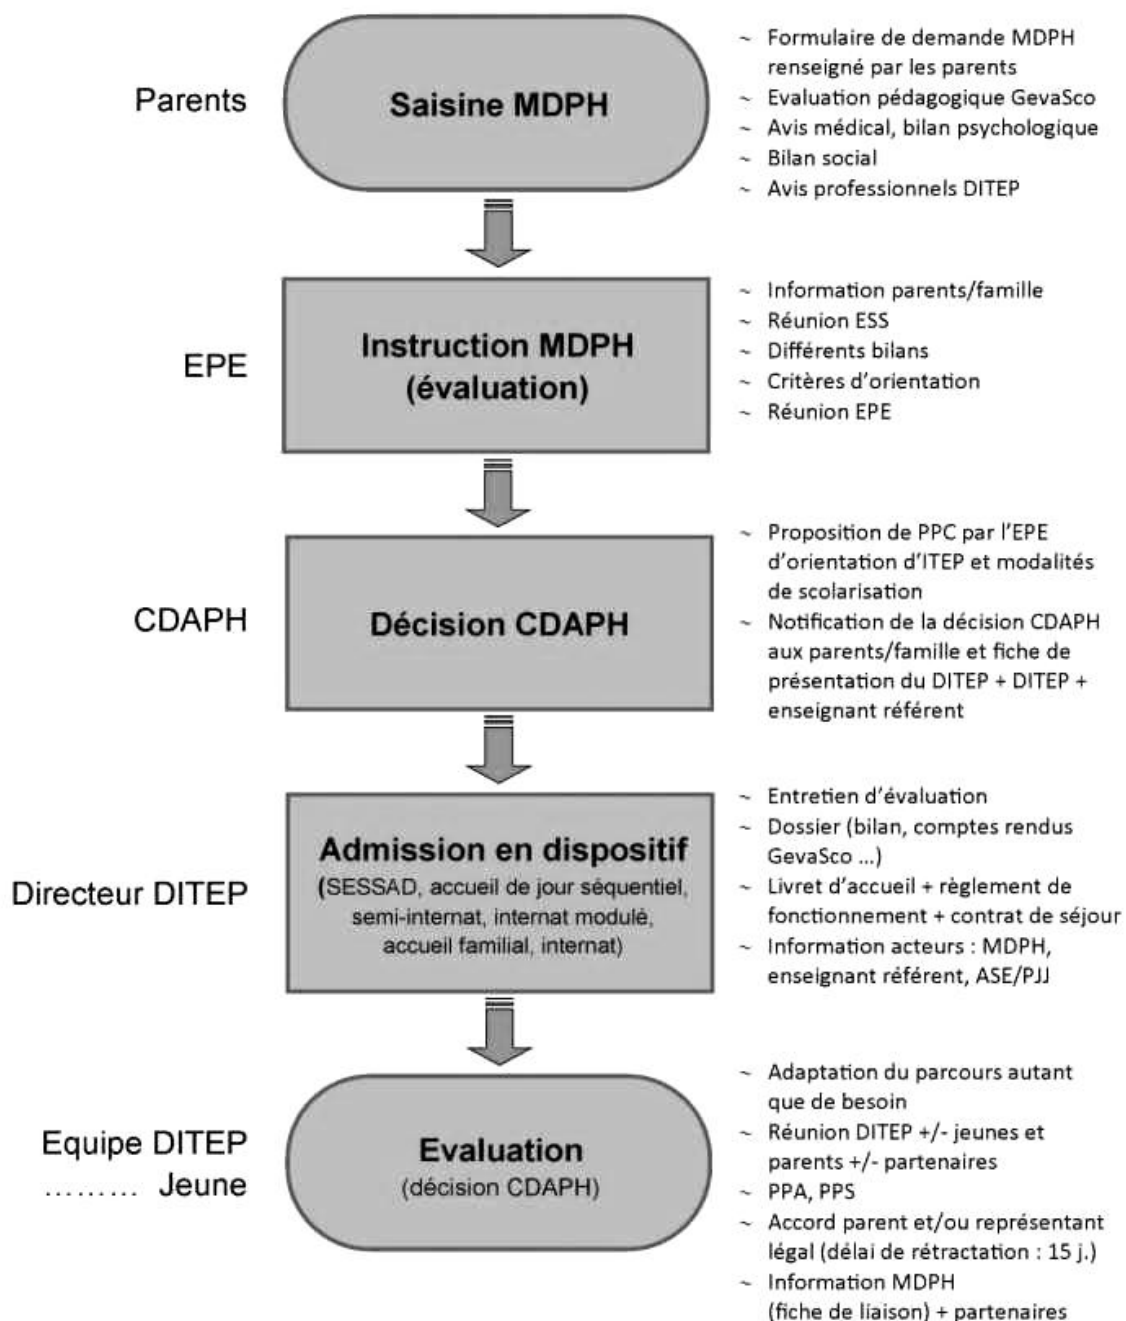 Parents
Saisine MDPH
~ Formulaire de demande MDPH
renseigné par les parents
~ Evaluation pédagogique GevaSco
~ Avis médical, bilan psychologique
~ Bilan social
~ Avis professionnels DITEP
EPE
Instruction MDPH
(évaluation)
~ Information parents/famille
~ Réunion ESS
~ Différents bilans
~ Critères d'orientation
~ Réunion EPE
CDAPH
Décision CDAPH
~ Proposition de PPC par l'EPE
d'orientation d'ITEP et modalités
de scolarisation
~ Notification de la décision CDAPH
aux parents/famille et fiche de
présentation du DITEP + DITEP +
enseignant référent
Directeur DITEP
Admission en dispositif
(SESSAD, accueil de jour séquentiel,
semi-internat, internat modulé,
accueil familial, internat)
~ Entretien d'évaluation
~ Dossier (bilan, comptes rendus
GevaSco ...)
~ Livret d'accueil + règlement de
fonctionnement + contrat de séjour
~ Information acteurs : MDPH,
enseignant référent, ASE/PJJ
Equipe DITEP
......... Jeune
Evaluation
(décision CDAPH)
~ Adaptation du parcours autant
que de besoin
~ Réunion DITEP +/- jeunes et
parents +/- partenaires
~ PPA, PPS
~ Accord parent et/ou représentant
légal (délai de rétractation : 15 j.)
~ Information MDPH
(fiche de liaison) + partenaires